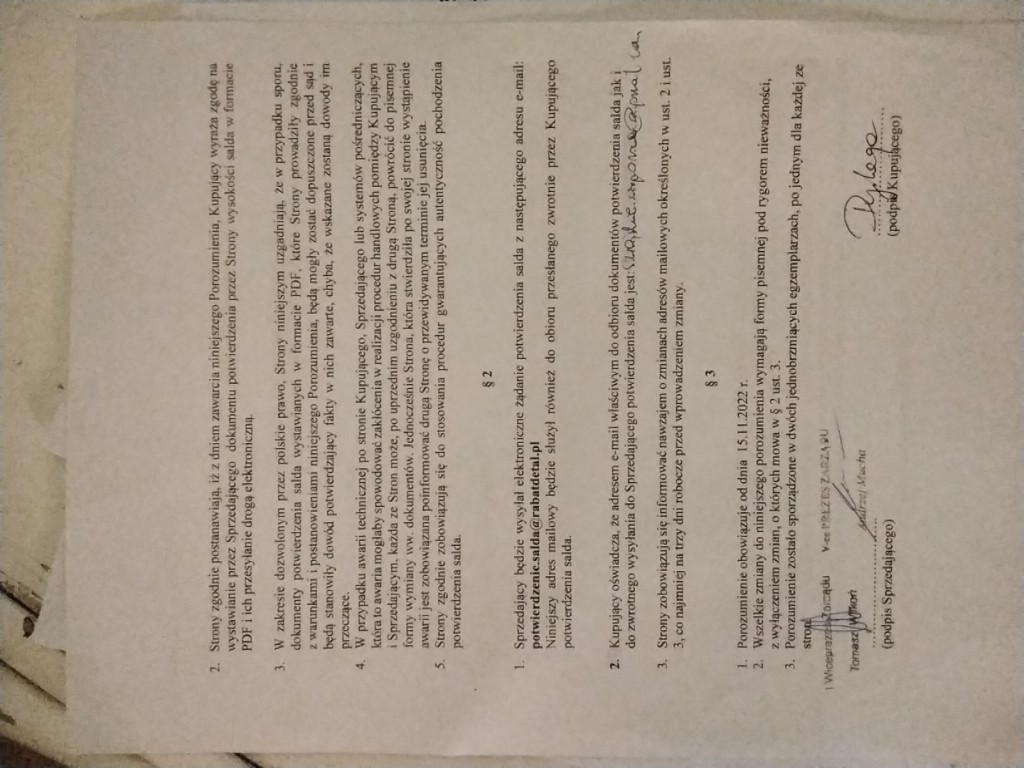 2. Strony zgodnie postanawiają, iż z dniem zawarcia niniejszego Porozumienia, Kupujący wyraża zgodę na
wystawianie przez Sprzedającego dokumentu potwierdzenia przez Strony wysokości salda w formacie
PDF i ich przesyłanie drogą elektroniczną.
3. W zakresie dozwolonym przez polskie prawo, Strony niniejszym uzgadniają, że w przypadku sporu,
dokumenty potwierdzenia salda wystawianych w formacie PDF, które Strony prowadziły zgodnie
z warunkami i postanowieniami niniejszego Porozumienia, będą mogły zostać dopuszczone przed sąd i
będą stanowiły dowód potwierdzający fakty w nich zawarte, chyba, że wskazane zostaną dowody im
przeczące.
4. W przypadku awarii technicznej po stronie Kupującego, Sprzedającego lub systemów pośredniczących,
która to awaria mogłaby spowodować zakłócenia w realizacji procedur handlowych pomiędzy Kupującym
i Sprzedającym, każda ze Stron może, po uprzednim uzgodnieniu z drugą Stroną, powrócić do pisemnej
formy wymiany ww. dokumentów. Jednocześnie Strona, która stwierdziła po swojej stronie wystąpienie
awarii jest zobowiązana poinformować drugą Stronę o przewidywanym terminie jej usunięcia.
5. Strony zgodnie zobowiązują się do stosowania procedur gwarantujących autentyczność pochodzenia
potwierdzenia salda.
§ 2
1. Sprzedający będzie wysyłał elektroniczne żądanie potwierdzenia salda z następującego adresu e-mail:
potwierdzenie.salda@rabatdetal.pl
Niniejszy adres mailowy będzie służył również do obioru przesłanego zwrotnie przez Kupującego
potwierdzenia salda.
2. Kupujący oświadcza, że adresem e-mail właściwym do odbioru dokumentów potwierdzenia salda jak i
do zwrotnego wysyłania do Sprzedającego potwierdzenia salda jest:
3. Strony zobowiązują się informować nawzajem o zmianach adresów mailowych określonych w ust. 2 i ust.
3, co najmniej na trzy dni robocze przed wprowadzeniem zmiany.
§ 3
1. Porozumienie obowiązuje od dnia 15.11.2022 r.
2. Wszelkie zmiany do niniejszego porozumienia wymagają formy pisemnej pod rygorem nieważności,
z wyłączeniem zmian, o których mowa w § 2 ust. 3.
3. Porozumienie zostało sporządzone w dwóch jednobrzmiących egzemplarzach, po jednym dla każdej ze
stron.
I Wiceprezes Zarządu V-ce PREZES ZARZĄDU
Tomasz Andrzej Mucha
(podpis Sprzedającego) (podpis Kupującego)